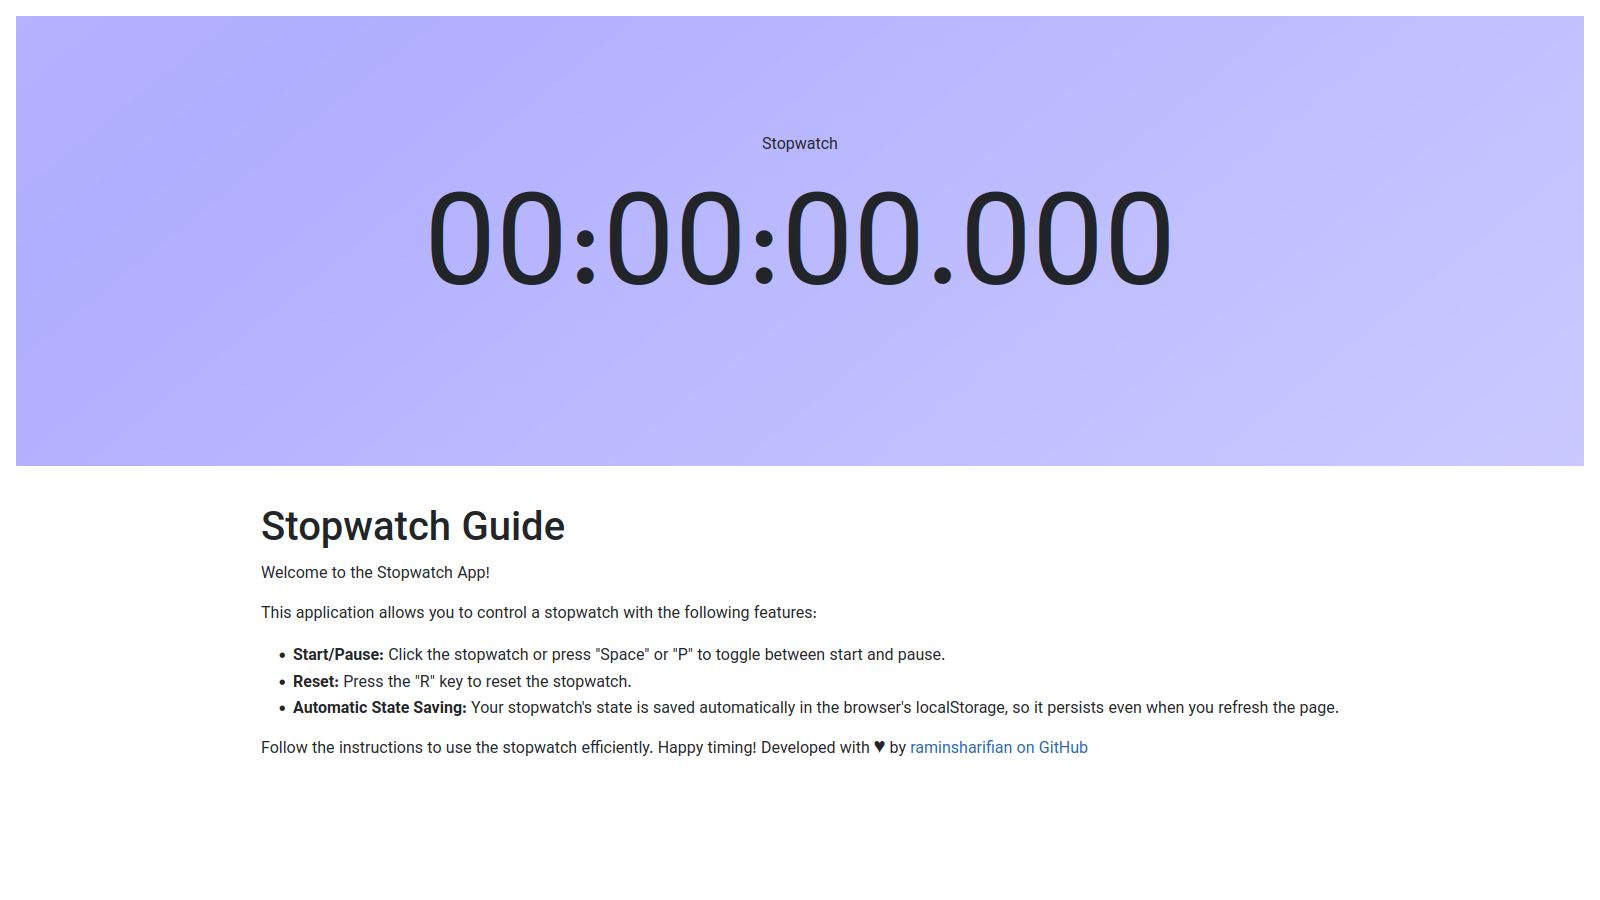 Stopwatch
00:00:00.000
Stopwatch Guide
Welcome to the Stopwatch App!
This application allows you to control a stopwatch with the following features:
• Start/Pause: Click the stopwatch or press "Space" or "P" to toggle between start and pause.
• Reset: Press the "R" key to reset the stopwatch.
• Automatic State Saving: Your stopwatch's state is saved automatically in the browser's localStorage, so it persists even when you refresh the page.
Follow the instructions to use the stopwatch efficiently. Happy timing! Developed with ♥ by raminsharifian on GitHub